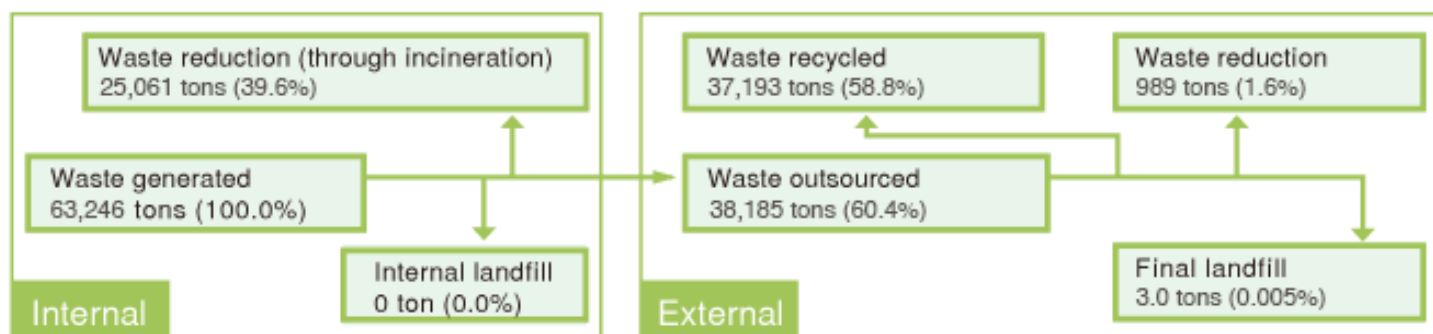 Waste reduction (through incineration)
25,061 tons (39.6%)
Waste generated
63,246 tons (100.0%)
Internal landfill
0 ton (0.0%)
Internal
Waste recycled
37,193 tons (58.8%)
Waste reduction
989 tons (1.6%)
Waste outsourced
38,185 tons (60.4%)
Final landfill
3.0 tons (0.005%)
External